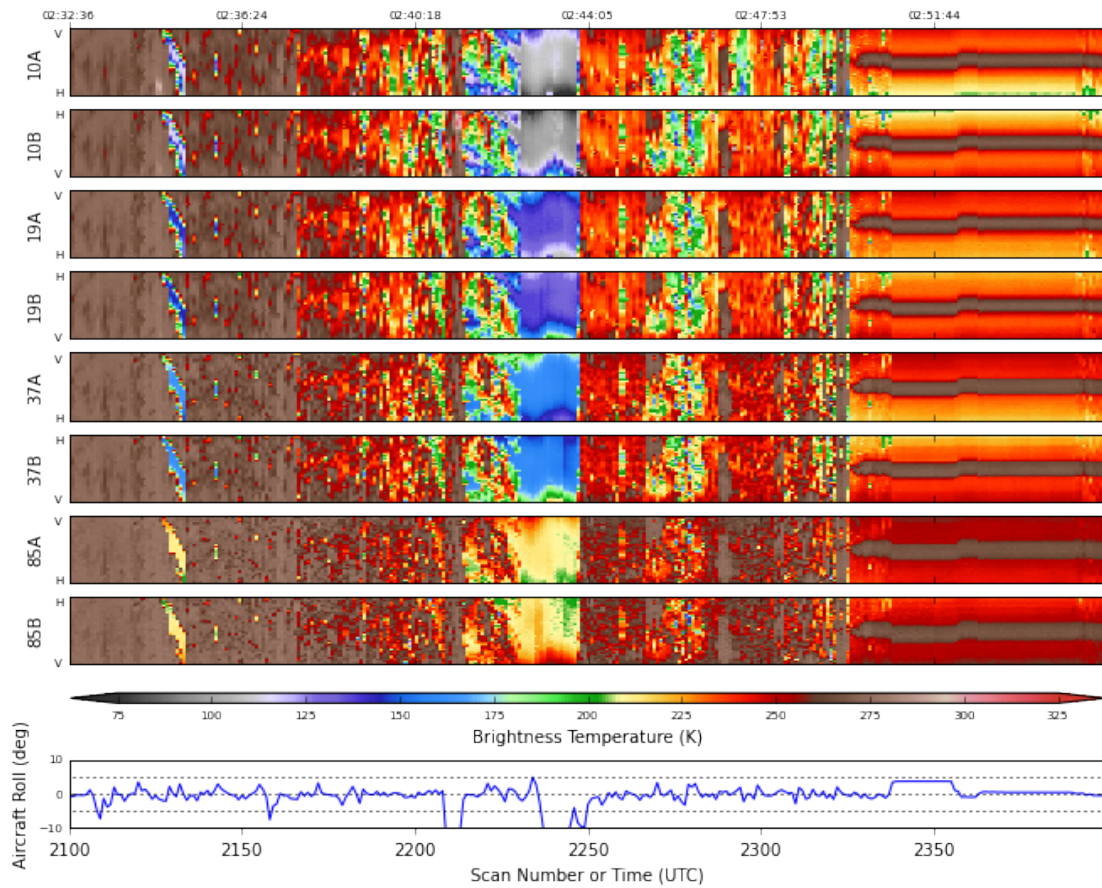 02:32:36 02:36:24 02:40:18 02:44:05 02:47:53 02:51:44
V
10A
H
H
10B
V
V
19A
H
H
19B
V
V
37A
H
H
37B
V
V
85A
H
H
85B
V
75 100 125 150 175 200 225 250 275 300 325
Brightness Temperature (K)
Aircraft Roll (deg)
10
5
0
−5
−10
2100 2150 2200 2250 2300 2350
Scan Number or Time (UTC)